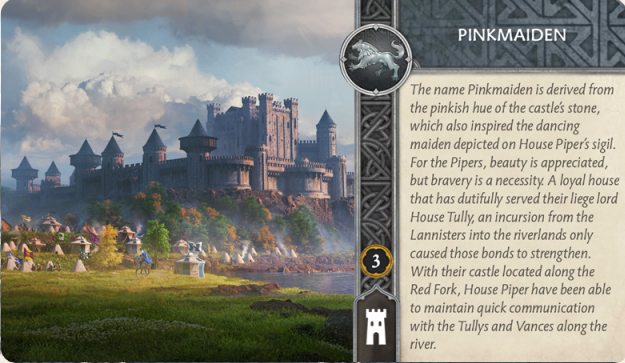 PINKMAIDEN
The name Pinkmaiden is derived from
the pinkish hue of the castle's stone,
which also inspired the dancing
maiden depicted on House Piper's sigil.
For the Pipers, beauty is appreciated,
but bravery is a necessity. A loyal house
that has dutifully served their liege lord
House Tully, an incursion from the
Lannisters into the riverlands only
caused those bonds to strengthen.
With their castle located along the
Red Fork, House Piper have been able
to maintain quick communication
with the Tullys and Vances along the
river.
3